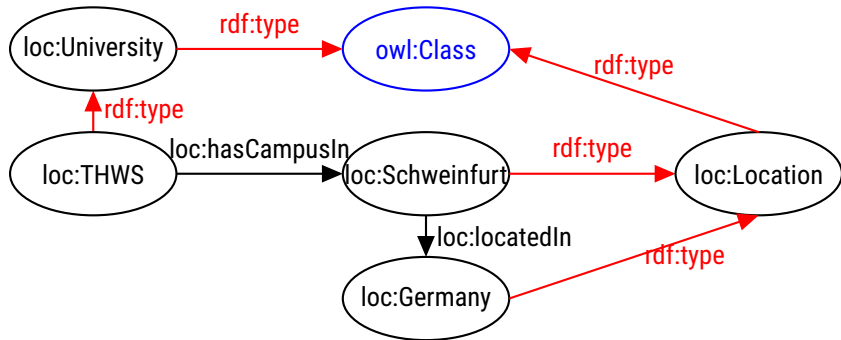 loc:University
rdf:type
owl:Class
rdf:type
rdf:type
loc:THWS
loc:hasCampusIn
loc:Schweinfurt
rdf:type
loc:Location
loc:locatedIn
rdf:type
loc:Germany